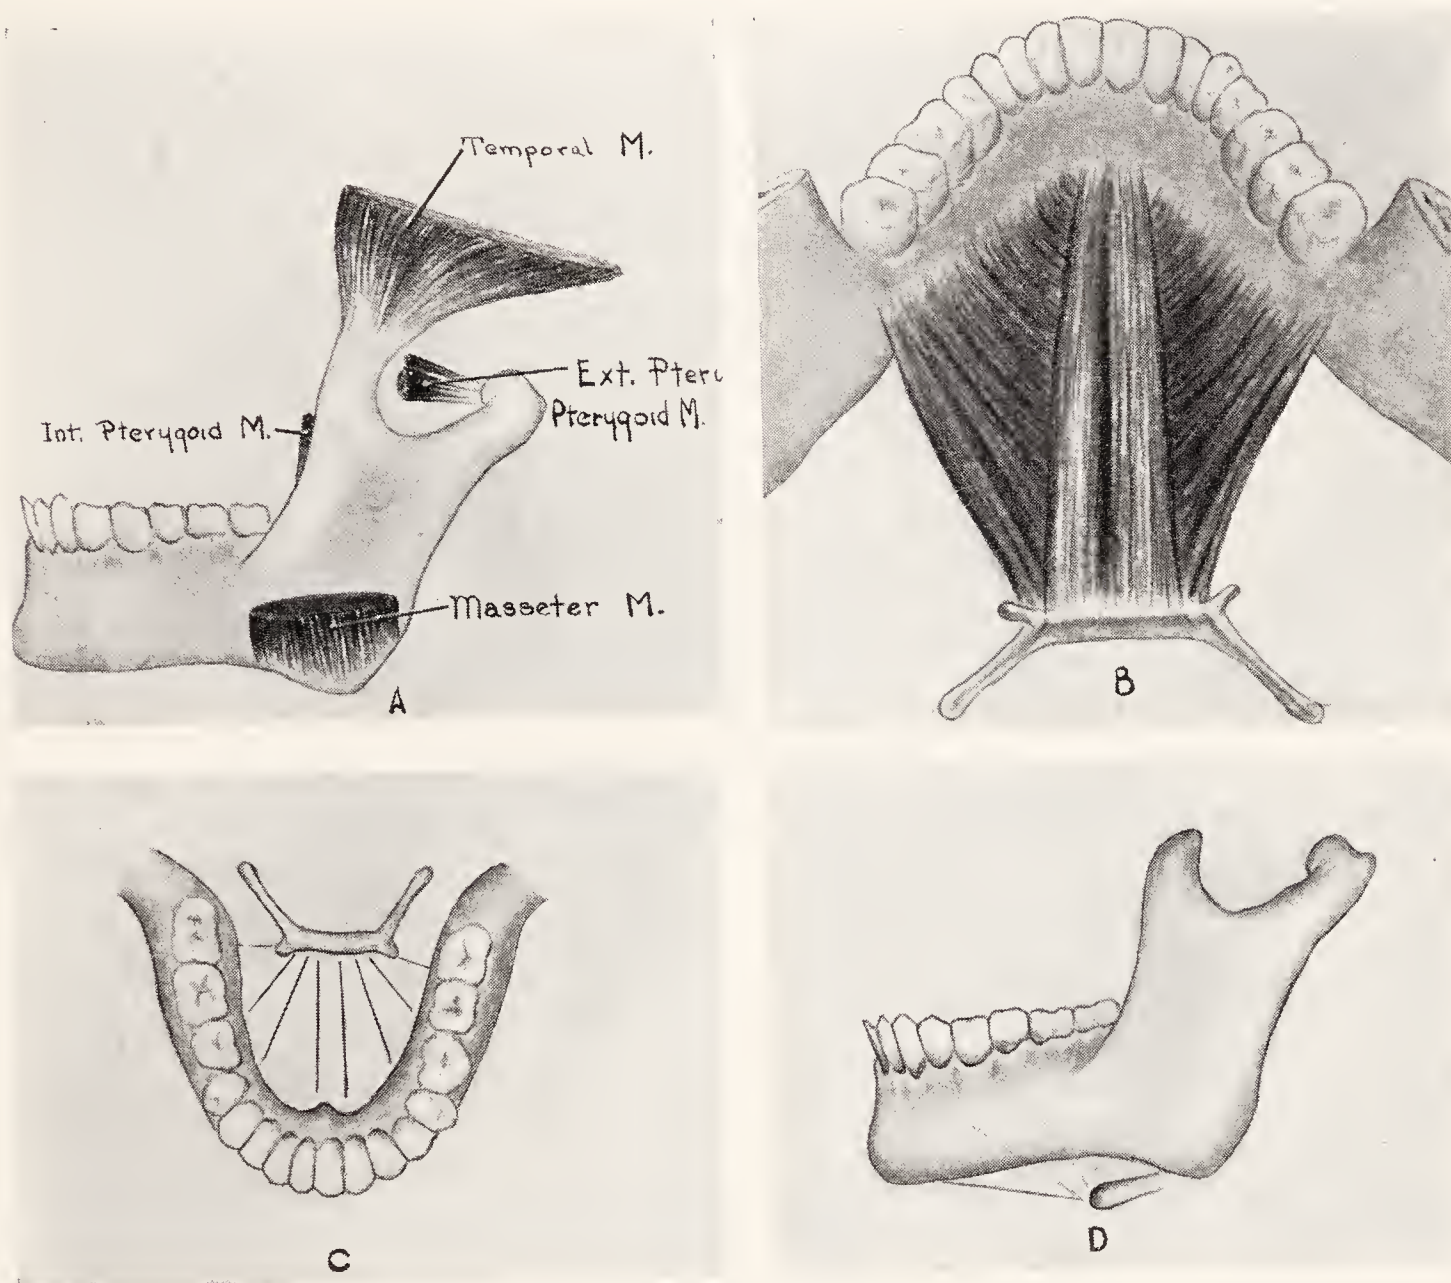 Temporal M.
Ext. Pter
Pterygoid M.
Int. Pterygoid M.
Masseter M.
A
B
C
D